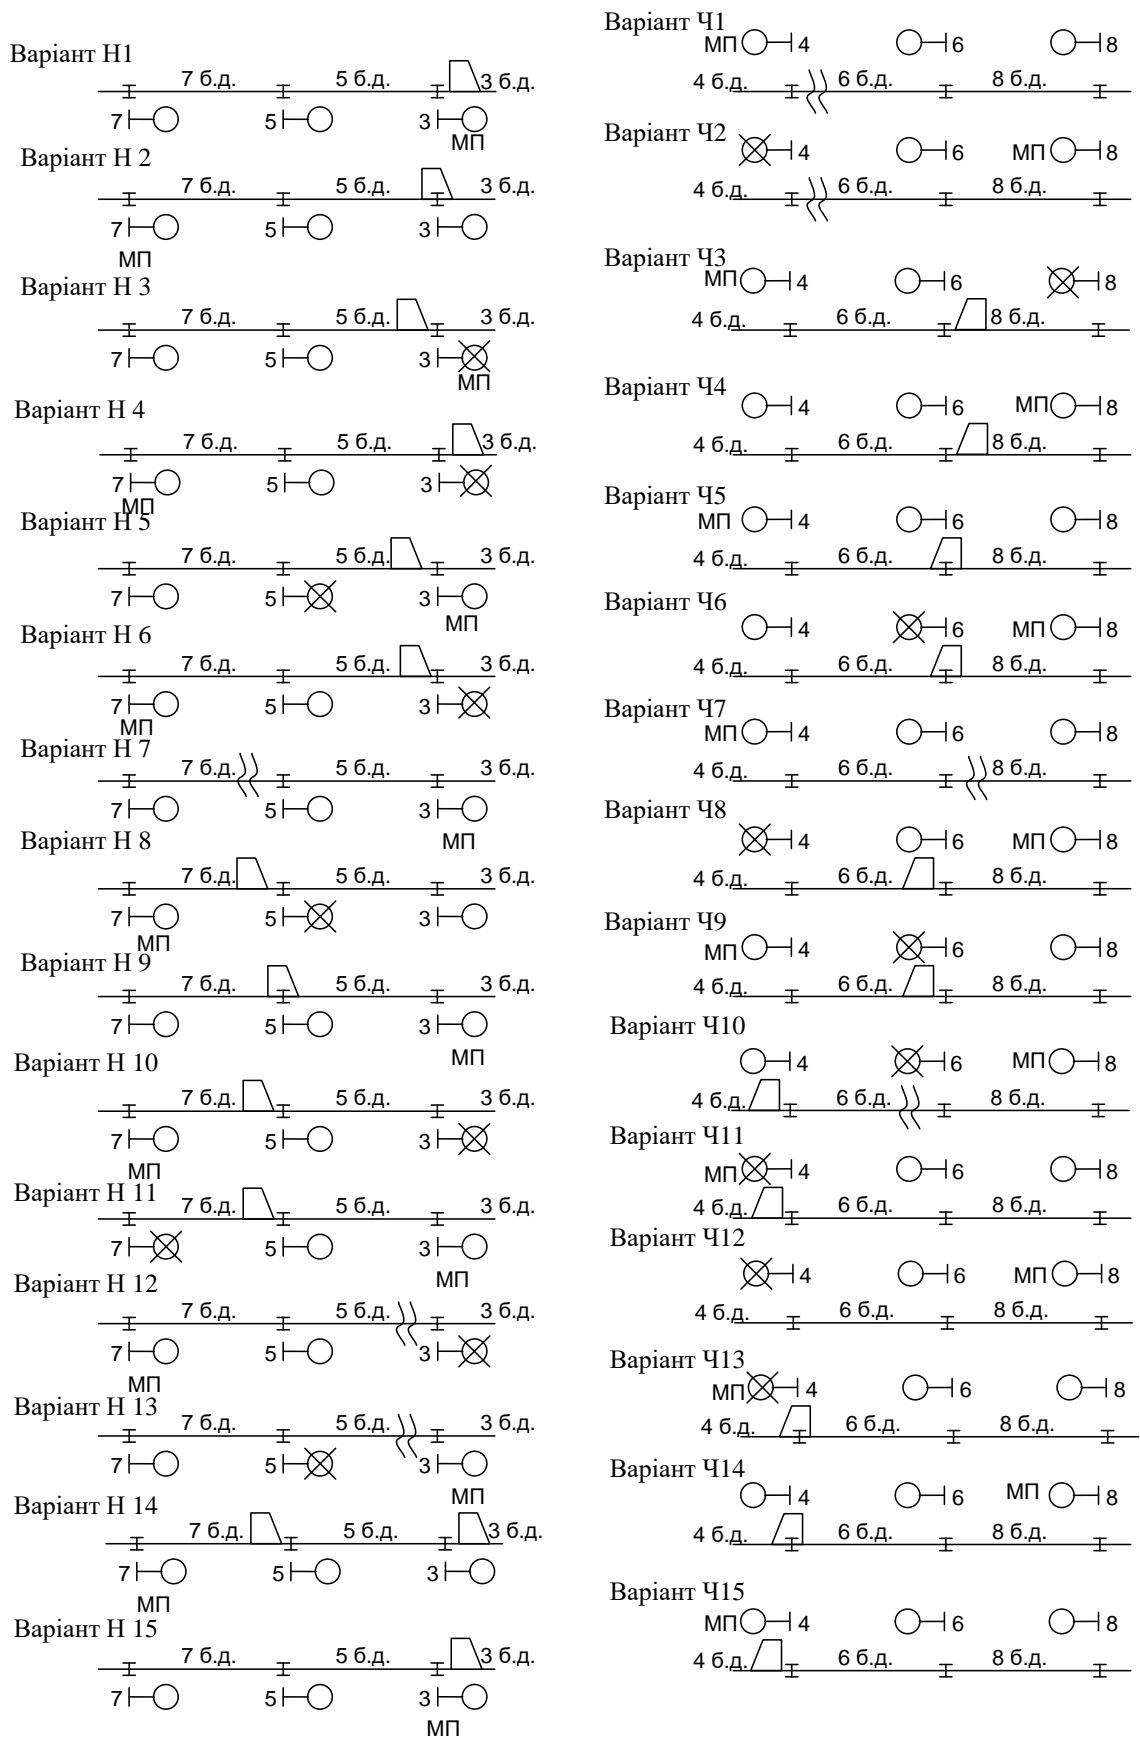 Варіант Н1
7 б.д. 5 б.д. 3 б.д.
7 5 3
МП
Варіант Н 2
7 б.д. 5 б.д. 3 б.д.
7 5 3
МП
Варіант Н 3
7 б.д. 5 б.д. 3 б.д.
7 5 3
МП
Варіант Н 4
7 б.д. 5 б.д. 3 б.д.
7 5 3
МП
Варіант Н 5
7 б.д. 5 б.д. 3 б.д.
7 5 3
МП
Варіант Н 6
7 б.д. 5 б.д. 3 б.д.
7 5 3
МП
Варіант Н 7
7 б.д. 5 б.д. 3 б.д.
7 5 3
МП
Варіант Н 8
7 б.д. 5 б.д. 3 б.д.
7 5 3
МП
Варіант Н 9
7 б.д. 5 б.д. 3 б.д.
7 5 3
МП
Варіант Н 10
7 б.д. 5 б.д. 3 б.д.
7 5 3
МП
Варіант Н 11
7 б.д. 5 б.д. 3 б.д.
7 5 3
МП
Варіант Н 12
7 б.д. 5 б.д. 3 б.д.
7 5 3
МП
Варіант Н 13
7 б.д. 5 б.д. 3 б.д.
7 5 3
МП
Варіант Н 14
7 б.д. 5 б.д. 3 б.д.
7 5 3
МП
Варіант Н 15
7 б.д. 5 б.д. 3 б.д.
7 5 3
МП
Варіант Ч1
МП 4 6 8
4 б.д. 6 б.д. 8 б.д.
Варіант Ч2
4 6 МП 8
4 б.д. 6 б.д. 8 б.д.
Варіант Ч3
МП 4 6 8
4 б.д. 6 б.д. 8 б.д.
Варіант Ч4
4 6 МП 8
4 б.д. 6 б.д. 8 б.д.
Варіант Ч5
МП 4 6 8
4 б.д. 6 б.д. 8 б.д.
Варіант Ч6
4 6 МП 8
4 б.д. 6 б.д. 8 б.д.
Варіант Ч7
МП 4 6 8
4 б.д. 6 б.д. 8 б.д.
Варіант Ч8
4 6 МП 8
4 б.д. 6 б.д. 8 б.д.
Варіант Ч9
МП 4 6 8
4 б.д. 6 б.д. 8 б.д.
Варіант Ч10
4 6 МП 8
4 б.д. 6 б.д. 8 б.д.
Варіант Ч11
МП 4 6 8
4 б.д. 6 б.д. 8 б.д.
Варіант Ч12
4 6 МП 8
4 б.д. 6 б.д. 8 б.д.
Варіант Ч13
МП 4 6 8
4 б.д. 6 б.д. 8 б.д.
Варіант Ч14
4 6 МП 8
4 б.д. 6 б.д. 8 б.д.
Варіант Ч15
МП 4 6 8
4 б.д. 6 б.д. 8 б.д.